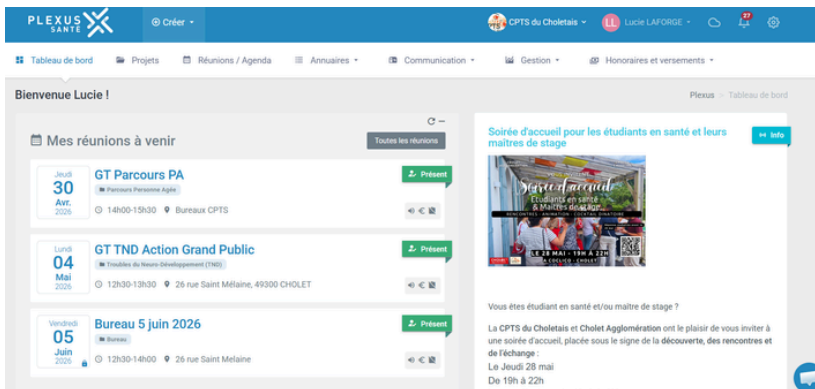 PLEXUS
SANTÉ
Créer
CPTS du Choletais
LL
Lucie LAFORGE
27
Tableau de bord
Projets
Réunions / Agenda
Annuaires
Communication
Gestion
Honoraires et versements
Bienvenue Lucie !
Plexus
Tableau de bord
Mes réunions à venir
Toutes les réunions
Jeudi
30
Avr.
2026
GT Parcours PA
Parcours Personne Agée
14h00-15h30
Bureaux CPTS
Présent
Lundi
04
Mai
2026
GT TND Action Grand Public
Troubles du Neuro-Développement (TND)
12h30-13h30
26 rue Saint Mélaine, 49300 CHOLET
Présent
Vendredi
05
Juin
2026
Bureau 5 juin 2026
Bureau
12h30-14h00
26 rue Saint Melaine
Présent
Soirée d'accueil pour les étudiants en santé et leurs
maîtres de stage
Info
Soirée d'accueil
Etudiants en santé
& Maîtres de stage
RENCONTRES - ANIMATION - COCKTAIL DINATOIRE
LE 28 MAI - 19H À 22H
Vous êtes étudiant en santé et/ou maître de stage ?
La CPTS du Choletais et Cholet Agglomération ont le plaisir de vous inviter à
une soirée d'accueil, placée sous le signe de la découverte, des rencontres et
de l'échange :
Le Jeudi 28 mai
De 19h à 22h